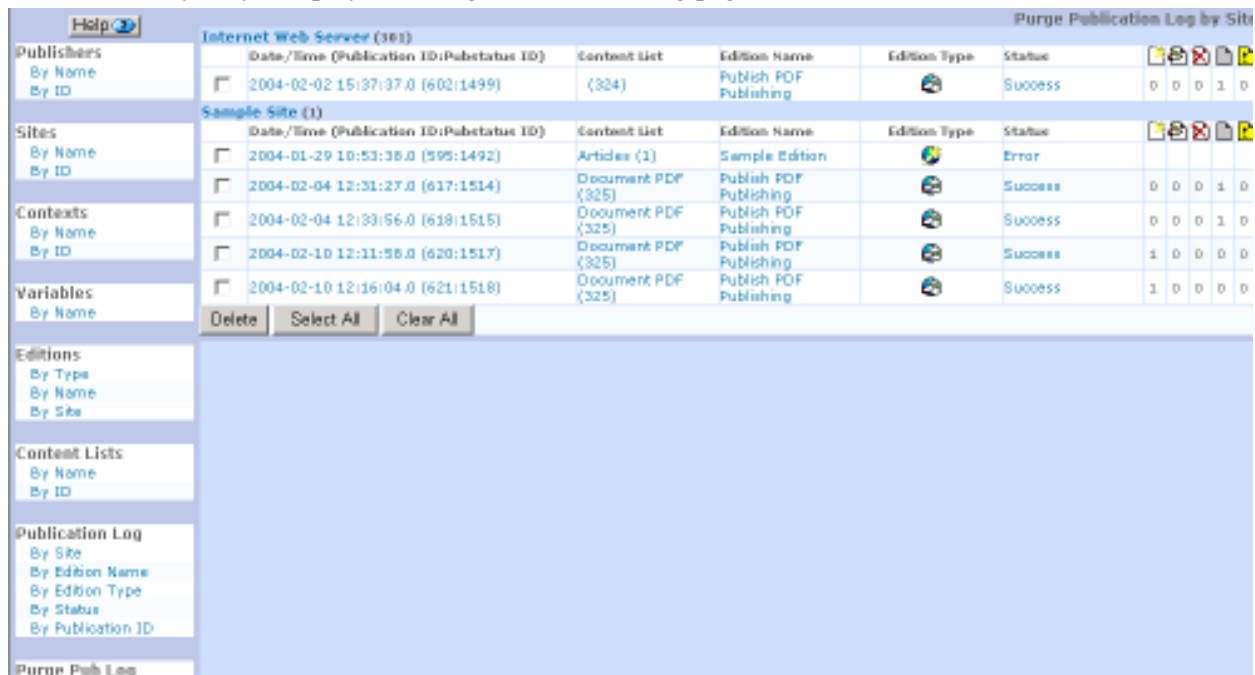 Purge Publication Log by Site
Help
Publishers
By Name
By ID
Sites
By Name
By ID
Contexts
By Name
By ID
Variables
By Name
Editions
By Type
By Name
By Site
Content Lists
By Name
By ID
Publication Log
By Site
By Edition Name
By Edition Type
By Status
By Publication ID
Purge Pub Log
Internet Web Server (301)
Date/Time (Publication ID:Pubstatus ID) Content List Edition Name Edition Type Status
2004-02-02 15:37:37.0 (602:1499) (324) Publish PDF Publishing Success 0 0 0 1 0
Sample Site (1)
Date/Time (Publication ID:Pubstatus ID) Content List Edition Name Edition Type Status
2004-01-29 10:53:38.0 (595:1492) Articles (1) Sample Edition Error
2004-02-04 12:31:27.0 (617:1514) Document PDF (325) Publish PDF Publishing Success 0 0 0 1 0
2004-02-04 12:33:56.0 (618:1515) Document PDF (325) Publish PDF Publishing Success 0 0 0 1 0
2004-02-10 12:11:58.0 (620:1517) Document PDF (325) Publish PDF Publishing Success 1 0 0 0 0
2004-02-10 12:16:04.0 (621:1518) Document PDF (325) Publish PDF Publishing Success 1 0 0 0 0
Delete Select All Clear All